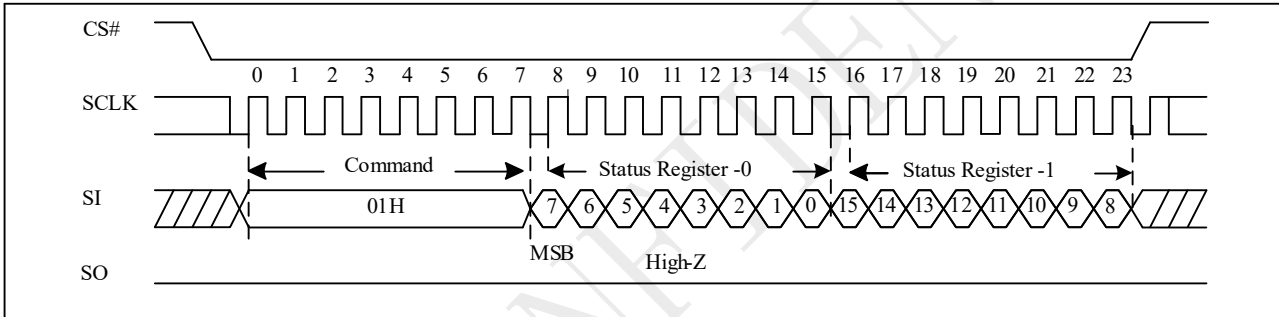 CS#
0 1 2 3 4 5 6 7 8 9 10 11 12 13 14 15 16 17 18 19 20 21 22 23
SCLK
Command Status Register -0 Status Register -1
SI 01H 7 6 5 4 3 2 1 0 15 14 13 12 11 10 9 8
MSB High-Z
SO